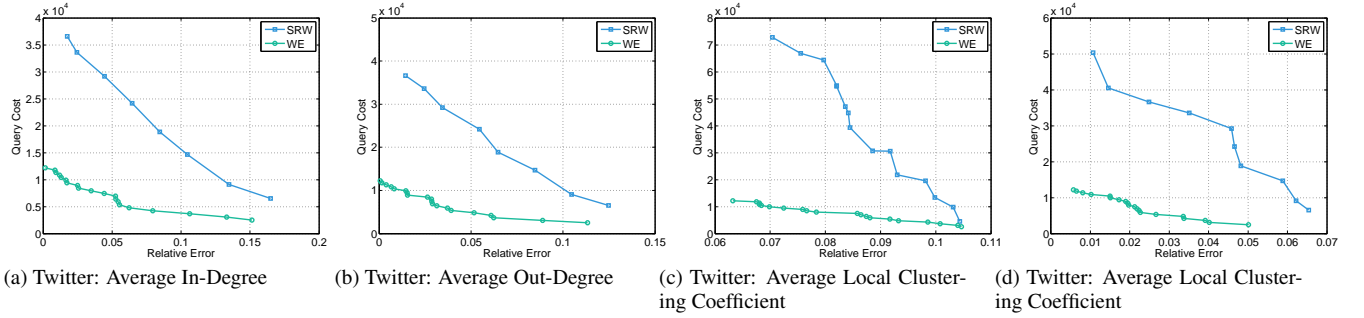 x 10⁴
4
3.5
3
2.5
2
1.5
1
0.5
0
Query Cost
SRW
WE
0
0.05
0.1
0.15
0.2
Relative Error
(a) Twitter: Average In-Degree
x 10⁴
5
4
3
2
1
0
Query Cost
SRW
WE
0
0.05
0.1
0.15
Relative Error
(b) Twitter: Average Out-Degree
x 10⁴
8
7
6
5
4
3
2
1
0
Query Cost
SRW
WE
0.06
0.07
0.08
0.09
0.1
0.11
Relative Error
(c) Twitter: Average Local Cluster-
ing Coefficient
x 10⁴
6
5
4
3
2
1
0
Query Cost
SRW
WE
0
0.01
0.02
0.03
0.04
0.05
0.06
0.07
Relative Error
(d) Twitter: Average Local Cluster-
ing Coefficient